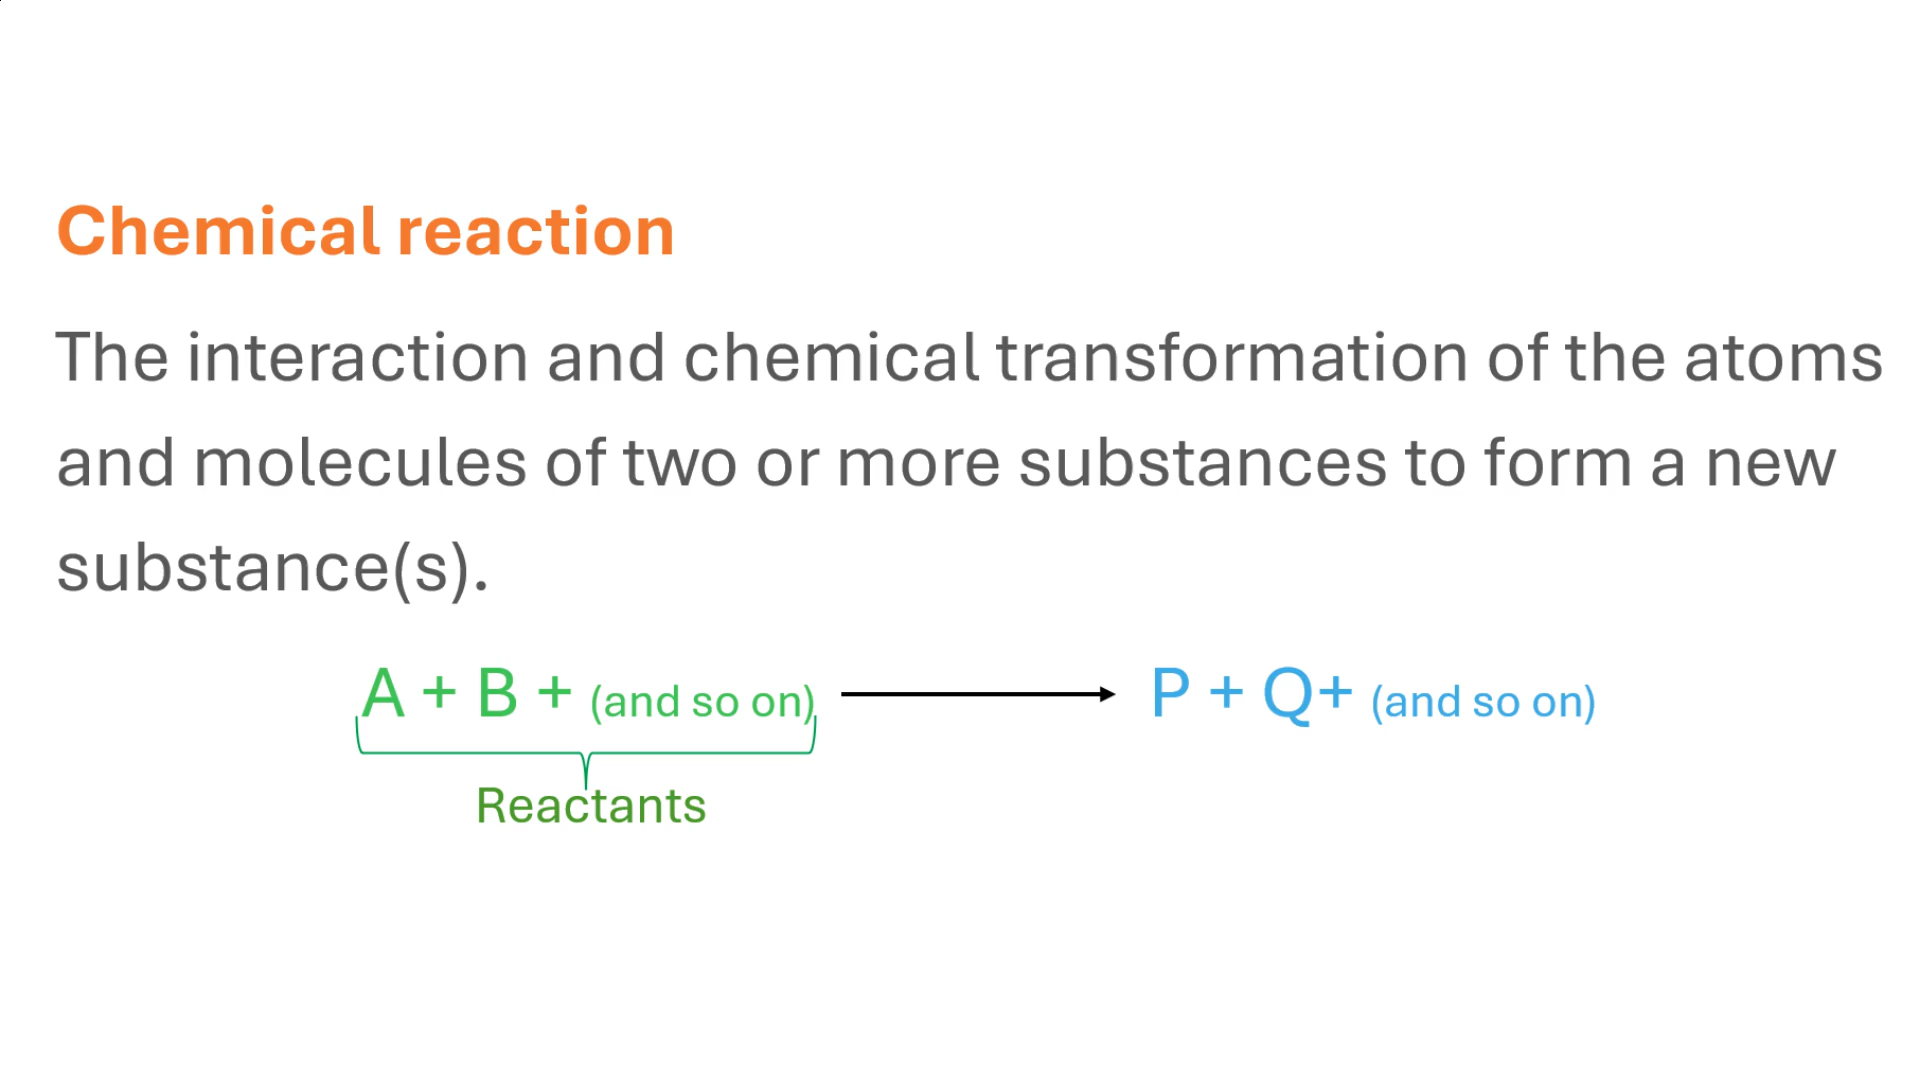 Chemical reaction
The interaction and chemical transformation of the atoms
and molecules of two or more substances to form a new
substance(s).
A + B + (and so on) P + Q+ (and so on)
Reactants